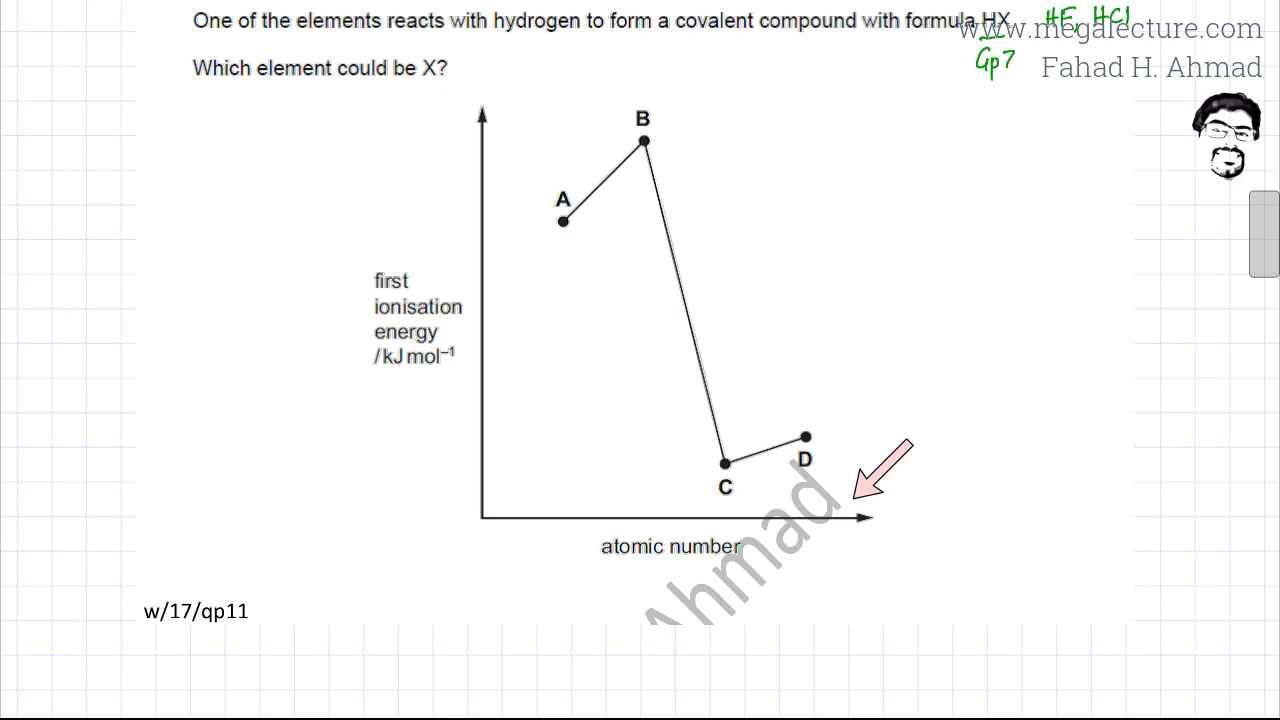 One of the elements reacts with hydrogen to form a covalent compound with formula HX. HF, HCl
www.megalecture.com
Which element could be X? Gp7 Fahad H. Ahmad
B
A
first
ionisation
energy
/kJ mol⁻¹
D
C
atomic number
Ahmad
w/17/qp11